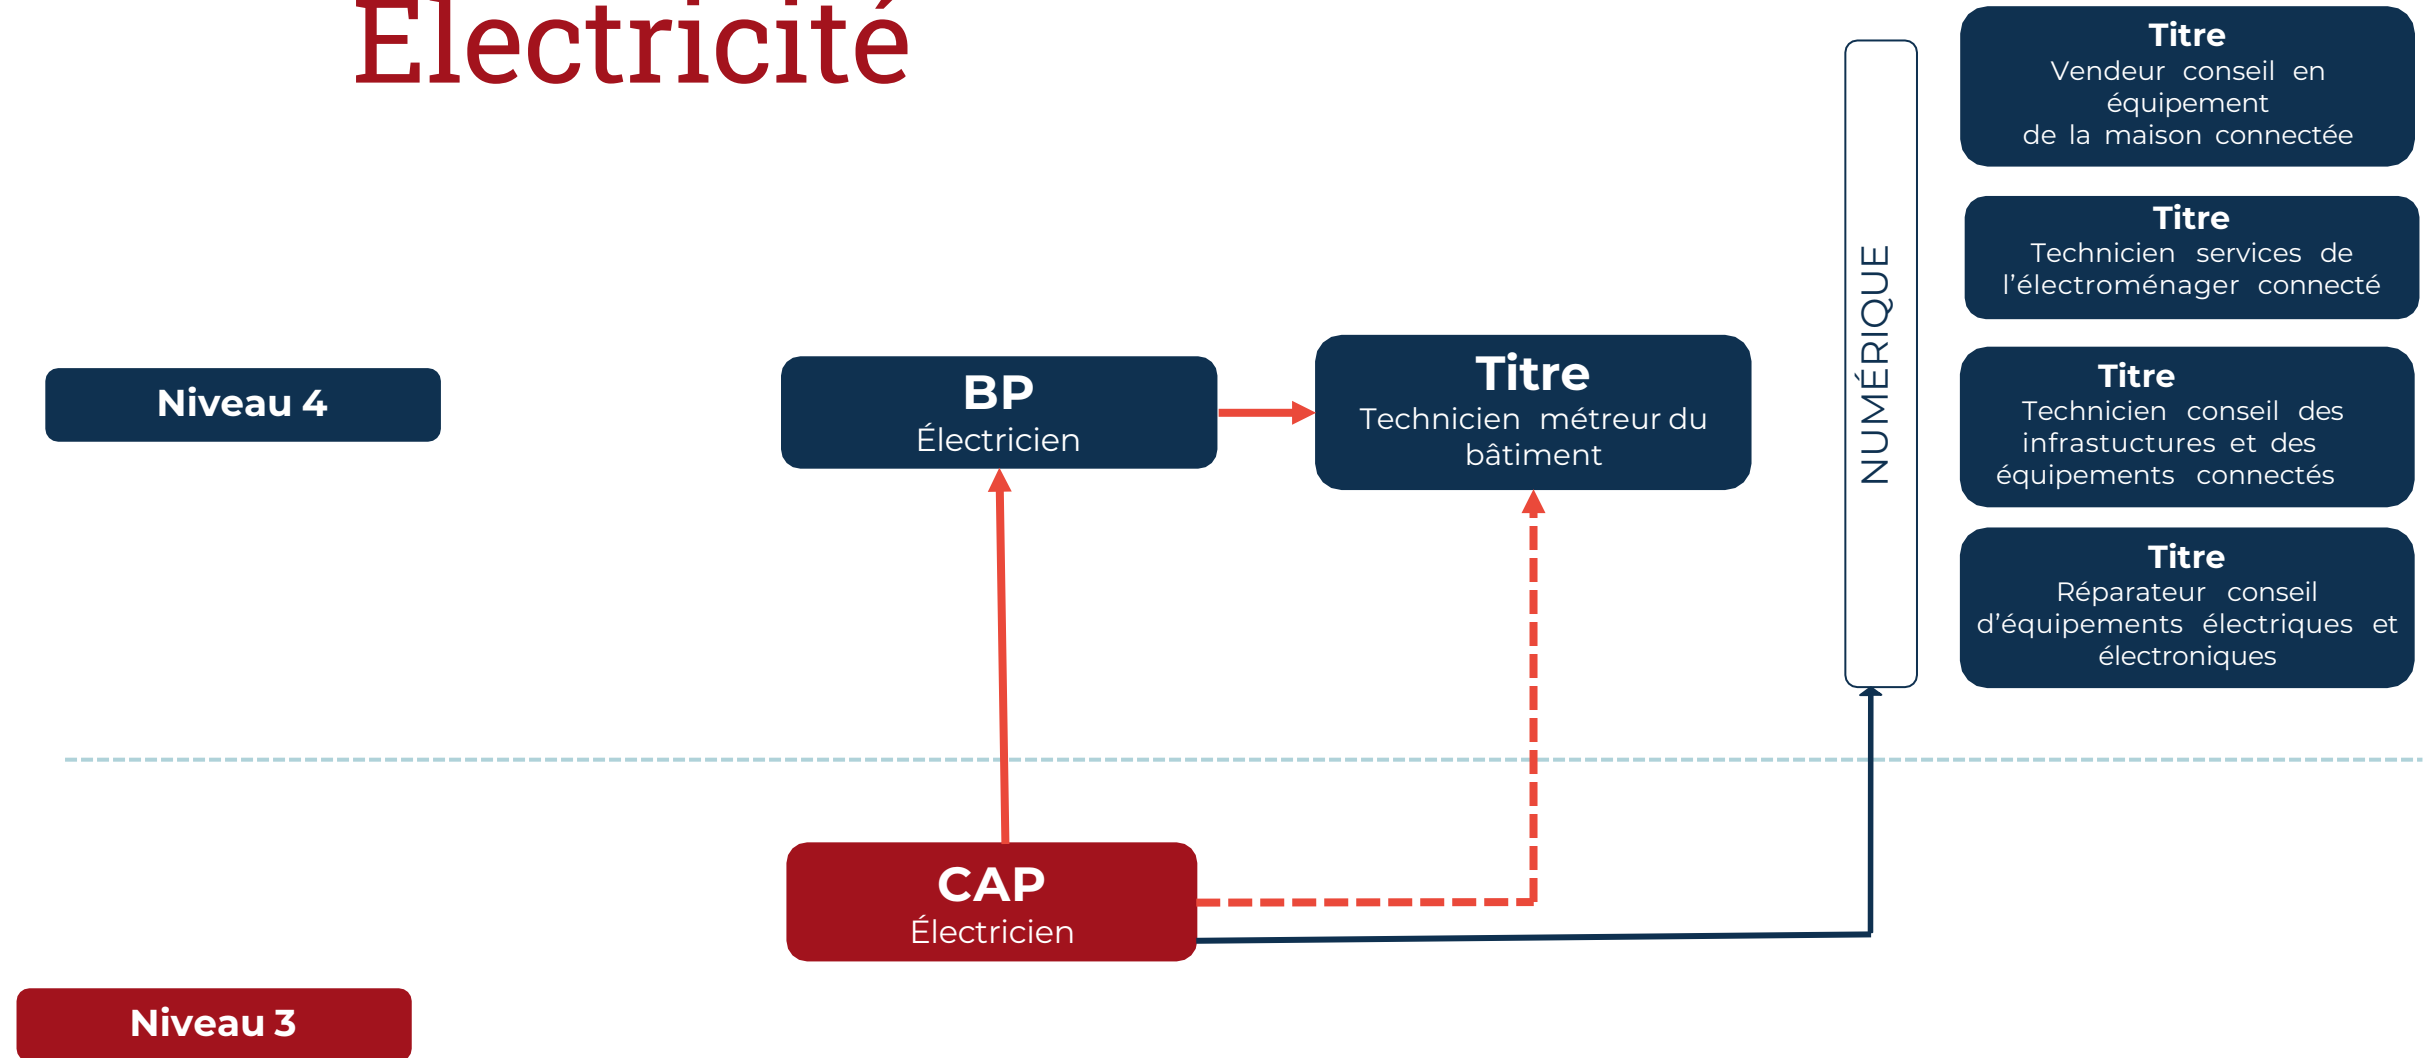 Électricité
Niveau 4
BP
Électricien
Titre
Technicien métreur du
bâtiment
NUMÉRIQUE
Titre
Vendeur conseil en
équipement
de la maison connectée
Titre
Technicien services de
l’électroménager connecté
Titre
Technicien conseil des
infrastuctures et des
équipements connectés
Titre
Réparateur conseil
d’équipements électriques et
électroniques
CAP
Électricien
Niveau 3